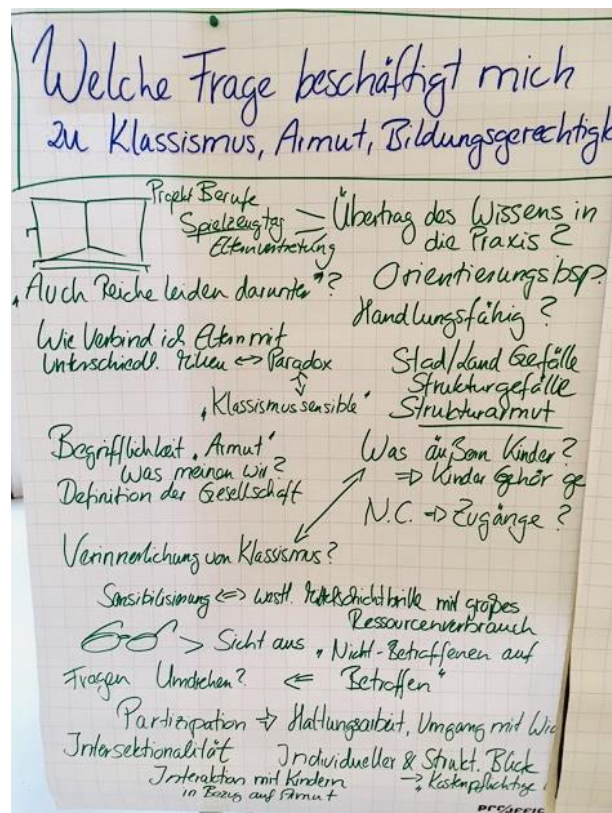 Welche Frage beschäftigt mich
zu Klassismus, Armut, Bildungsgerechtigk
Projekt Berufe
Spielzeugtag
Elternvertretung
Übertrag des Wissens in
die Praxis?
"Auch Reiche leiden darunter"?
Orientierungsbsp.
Handlungsfähig?
Wie Verbind ich Eltern mit
Unterschiedl. ⇔ Paradox
"Klassismussensible"
Stad/Land Gefälle
Strukturgefälle
Strukturarmut
Begrifflichkeit "Armut"
Was meinen wir?
Definition der Gesellschaft
Was äußern Kinder?
⇒ Kinder Gehör ge
N.C. ⇒ Zugänge?
Verinnerlichung von Klassismus?
Sensibilisierung ⇔ westl. Mittelschichtbrille mit großes
Ressourcenverbrauch
> Sicht aus "Nicht-Betroffenen auf
Fragen Umdrehen? ⇐ Betroffen"
Partizipation ⇒ Haltungsarbeit, Umgang mit Wid
Intersektionalität
Individueller & Strukt. Blick
Interaktion mit Kindern
in Bezug auf Armut
→ Kostenpflichtige